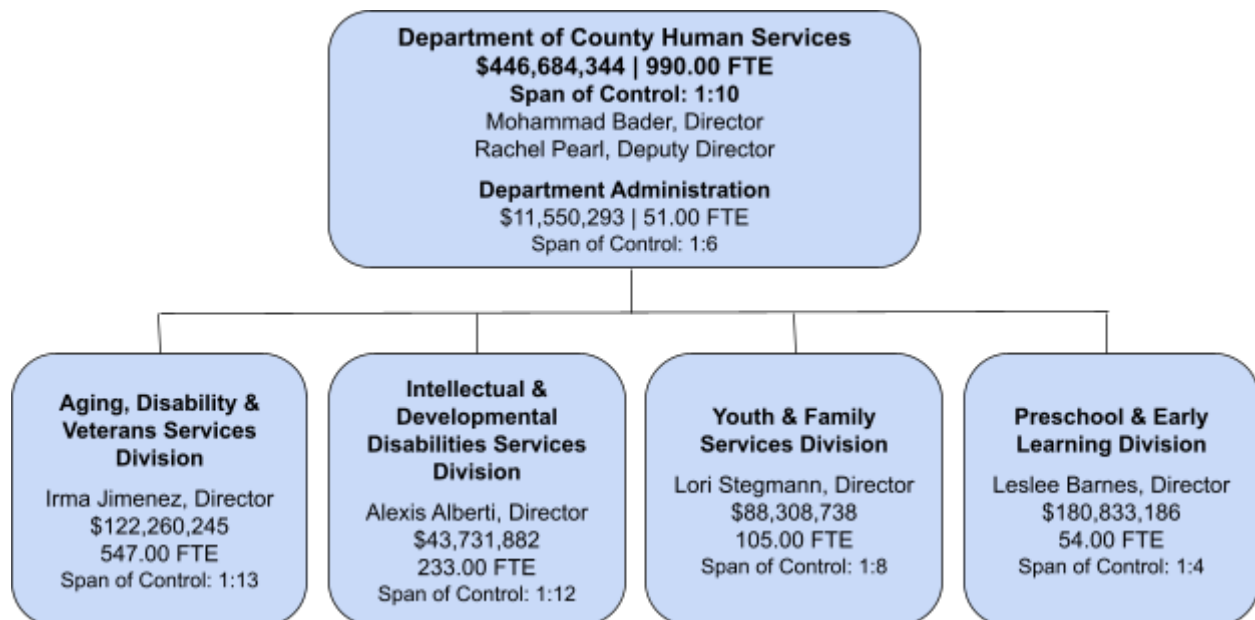 Department of County Human Services
$446,684,344 | 990.00 FTE
Span of Control: 1:10
Mohammad Bader, Director
Rachel Pearl, Deputy Director
Department Administration
$11,550,293 | 51.00 FTE
Span of Control: 1:6
Aging, Disability &
Veterans Services
Division
Irma Jimenez, Director
$122,260,245
547.00 FTE
Span of Control: 1:13
Intellectual &
Developmental
Disabilities Services
Division
Alexis Alberti, Director
$43,731,882
233.00 FTE
Span of Control: 1:12
Youth & Family
Services Division
Lori Stegmann, Director
$88,308,738
105.00 FTE
Span of Control: 1:8
Preschool & Early
Learning Division
Leslee Barnes, Director
$180,833,186
54.00 FTE
Span of Control: 1:4